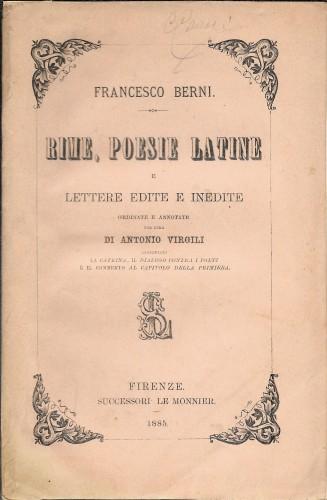 FRANCESCO BERNI.
RIME, POESIE LATINE
E
LETTERE EDITE E INEDITE
ORDINATE E ANNOTATE
PER CURA
DI ANTONIO VIRGILI
AGGIUNTIVI
LA CATRINA, IL DIALOGO CONTRA I POETI
E IL COMMENTO AL CAPITOLO DELLA PRIMIERA.
FIRENZE.
SUCCESSORI LE MONNIER.
1885.